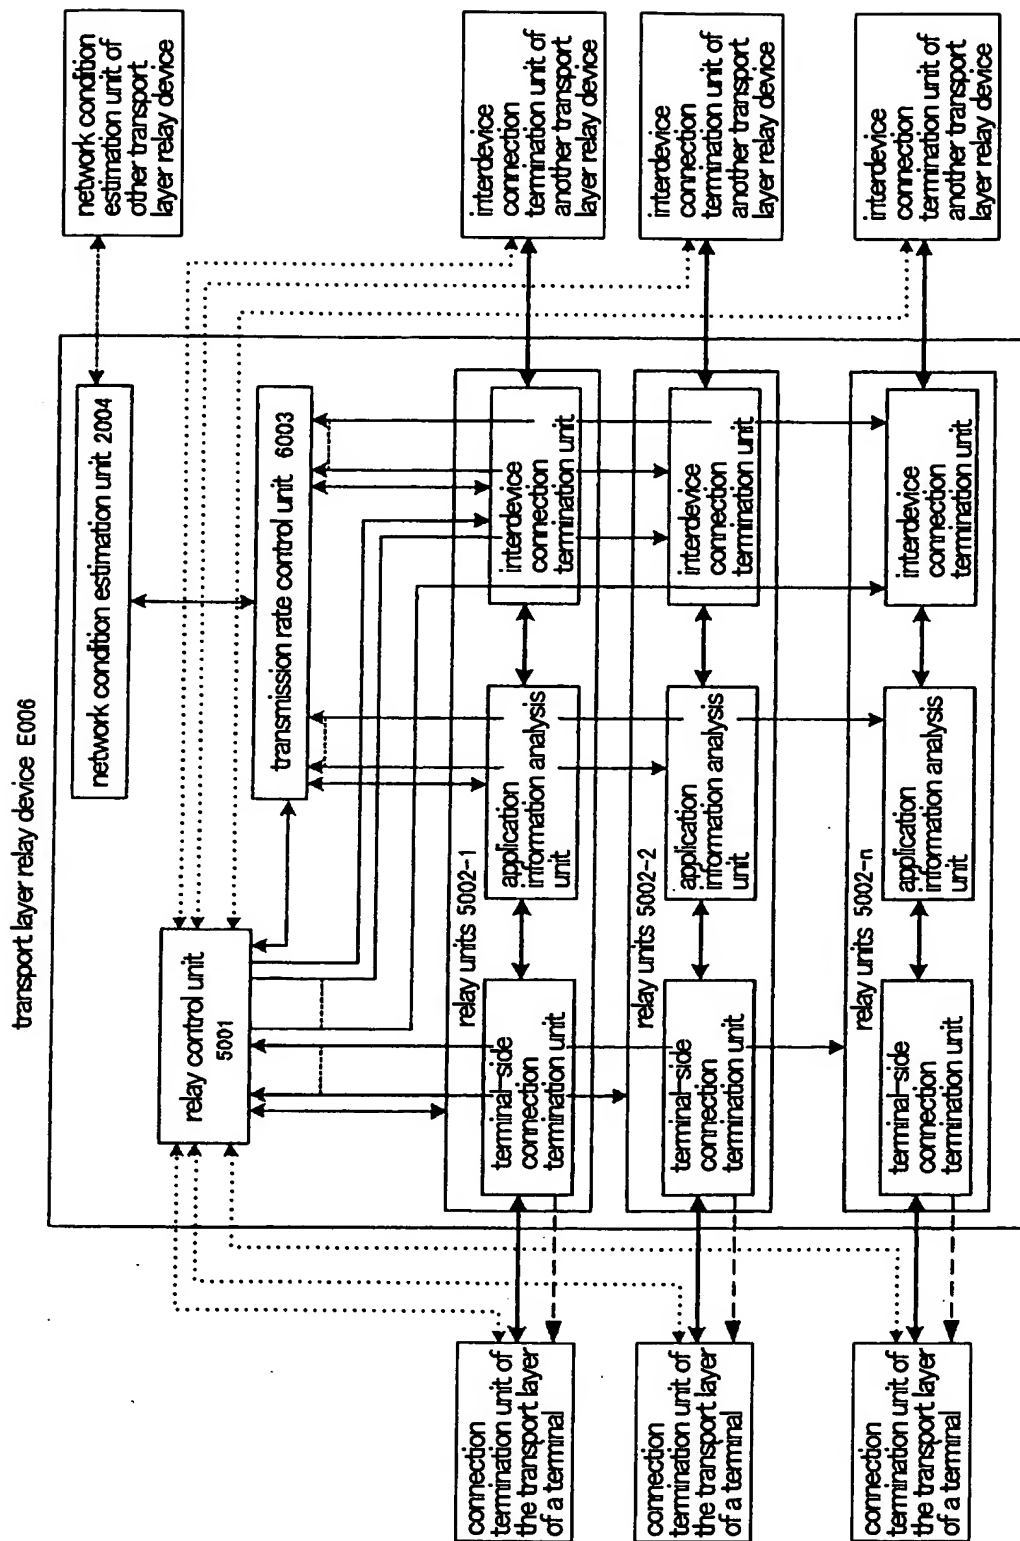 transport layer relay device E006
network condition
estimation unit of
other transport
layer relay device
network condition estimation unit 2004
relay control unit
5001
transmission rate control unit 6003
connection
termination unit of
the transport layer
of a terminal
relay units 5002-1
terminal-side
connection
termination unit
application
information analysis
unit
interdevice
connection
termination unit
interdevice
connection
termination unit of
another transport
layer relay device
connection
termination unit of
the transport layer
of a terminal
relay units 5002-2
terminal-side
connection
termination unit
application
information analysis
unit
interdevice
connection
termination unit
interdevice
connection
termination unit of
another transport
layer relay device
connection
termination unit of
the transport layer
of a terminal
relay units 5002-n
terminal-side
connection
termination unit
application
information analysis
unit
interdevice
connection
termination unit
interdevice
connection
termination unit of
another transport
layer relay device